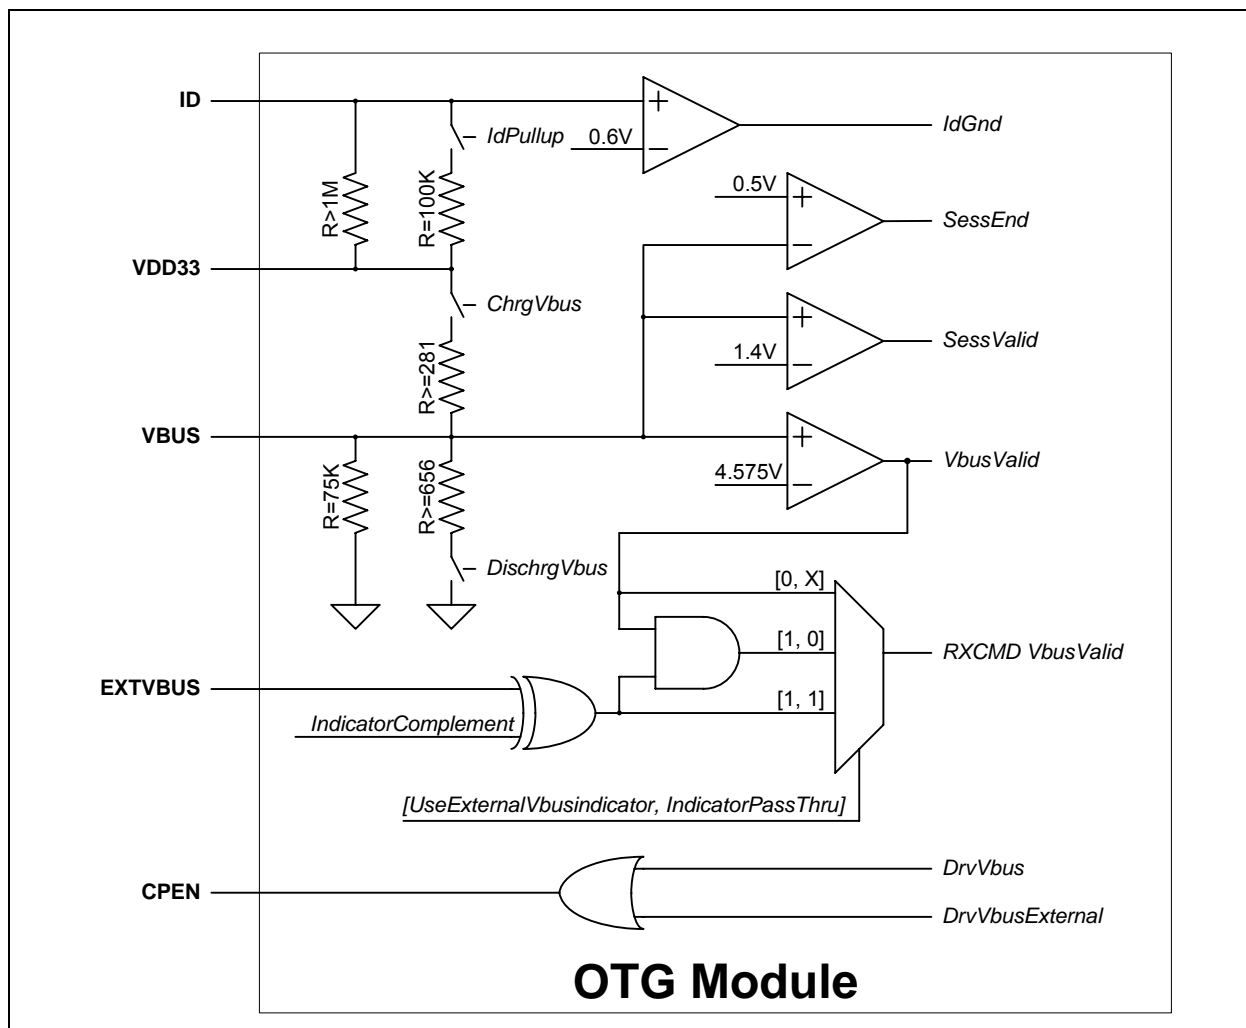 ID
IdPullup
0.6V
IdGnd
R>1M
R=100K
0.5V
SessEnd
VDD33
ChrgVbus
SessValid
1.4V
R>=281
VBUS
VbusValid
4.575V
R=75K
R>=656
DischrgVbus
[0, X]
[1, 0]
RXCMD VbusValid
EXTVBUS
[1, 1]
IndicatorComplement
[UseExternalVbusindicator, IndicatorPassThru]
DrvVbus
CPEN
DrvVbusExternal
OTG Module